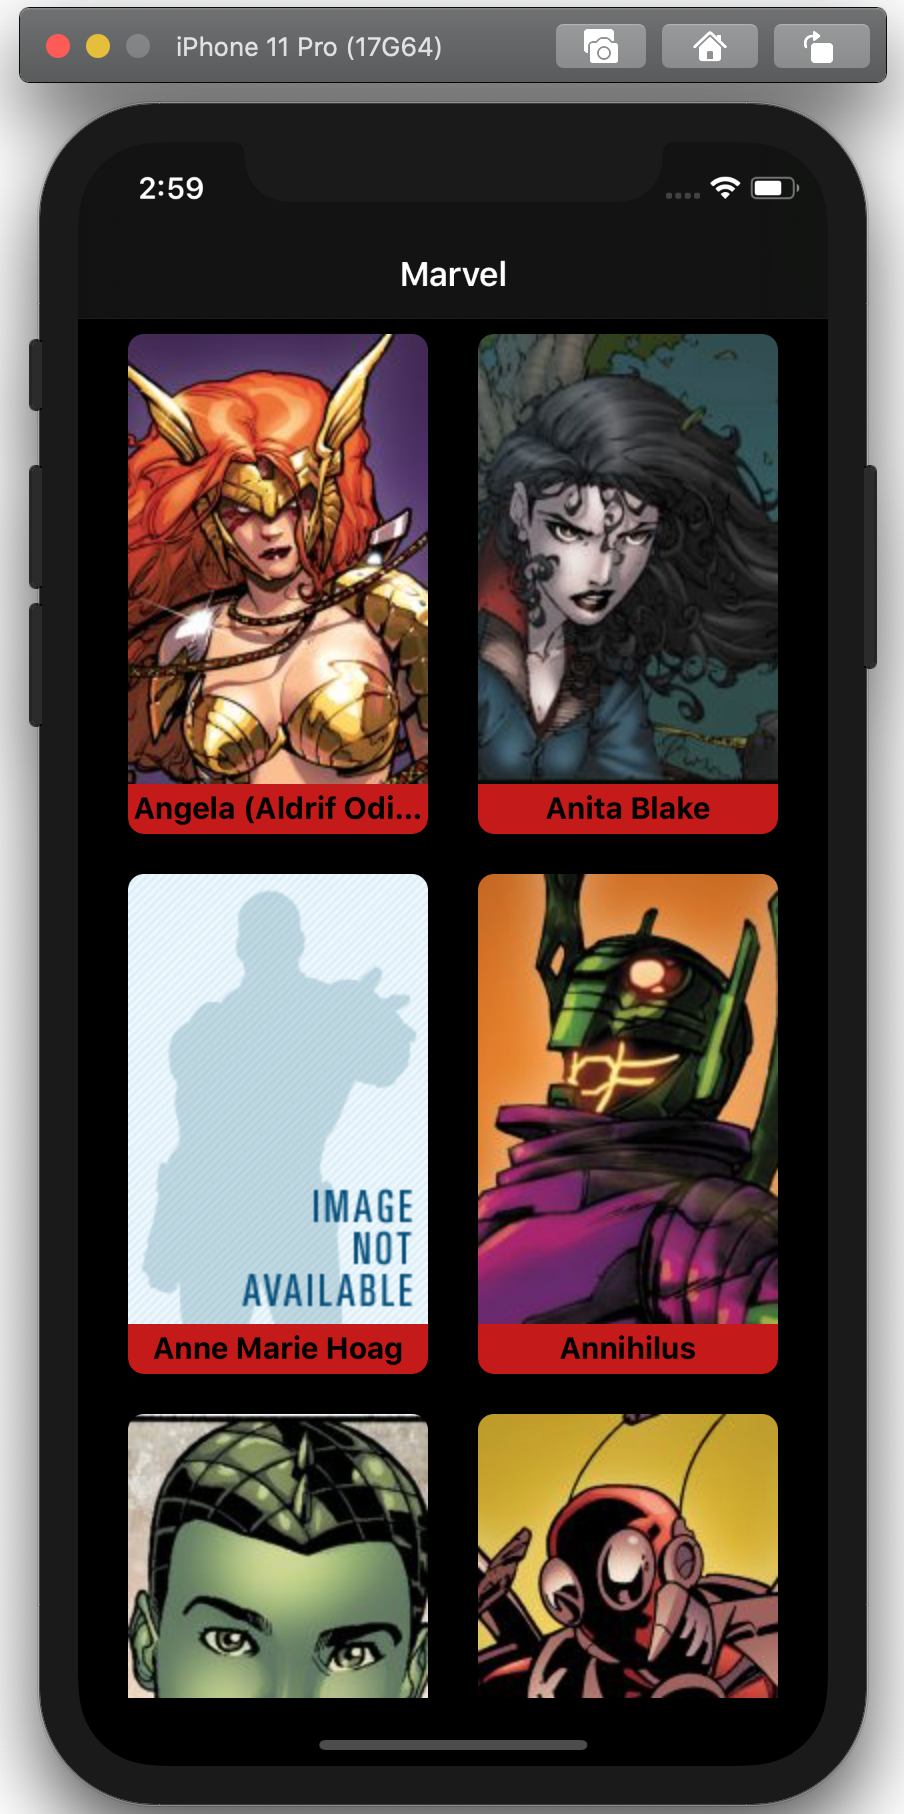 iPhone 11 Pro (17G64)
2:59
Marvel
Angela (Aldrif Odi...
Anita Blake
IMAGE
NOT
AVAILABLE
Anne Marie Hoag
Annihilus